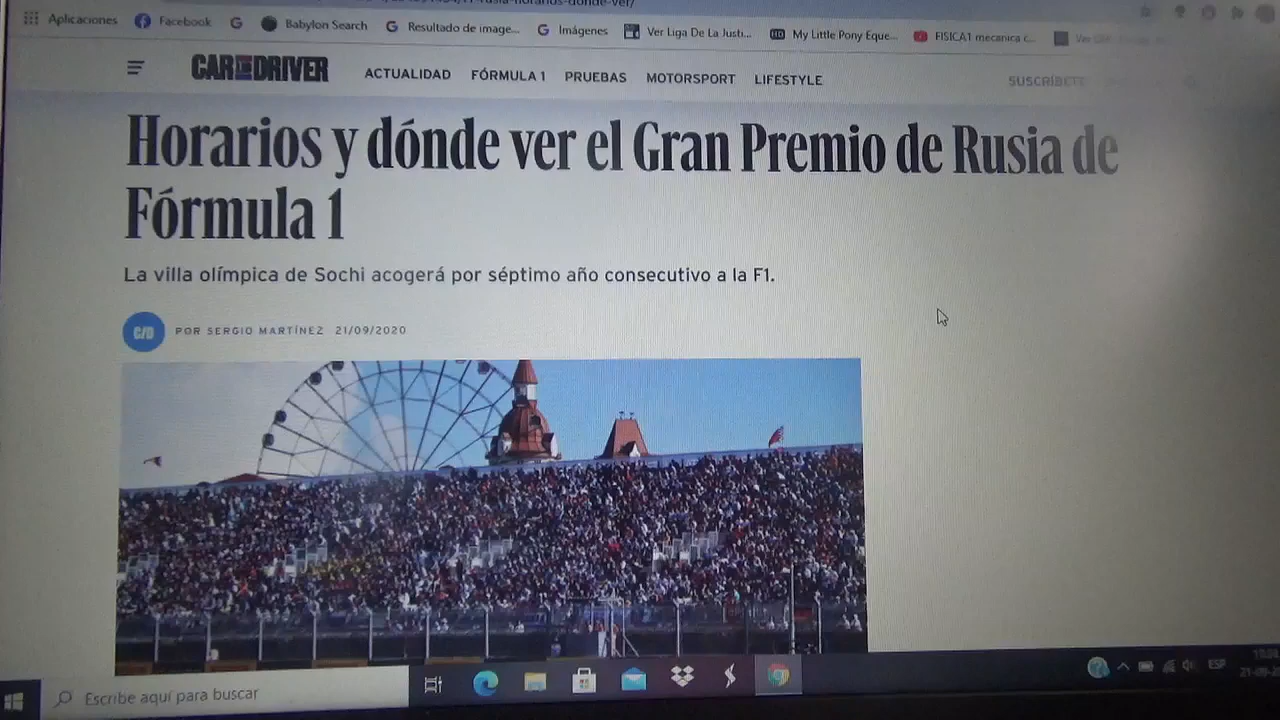 Aplicaciones Facebook Babylon Search Resultado de image... Imágenes Ver Liga De La Justi... My Little Pony Eque... FISICA1 mecanica c...
CAR AND DRIVER ACTUALIDAD FÓRMULA 1 PRUEBAS MOTORSPORT LIFESTYLE SUSCRÍBETE
Horarios y dónde ver el Gran Premio de Rusia de
Fórmula 1
La villa olímpica de Sochi acogerá por séptimo año consecutivo a la F1.
C/D POR SERGIO MARTÍNEZ 21/09/2020
Escribe aquí para buscar ESP